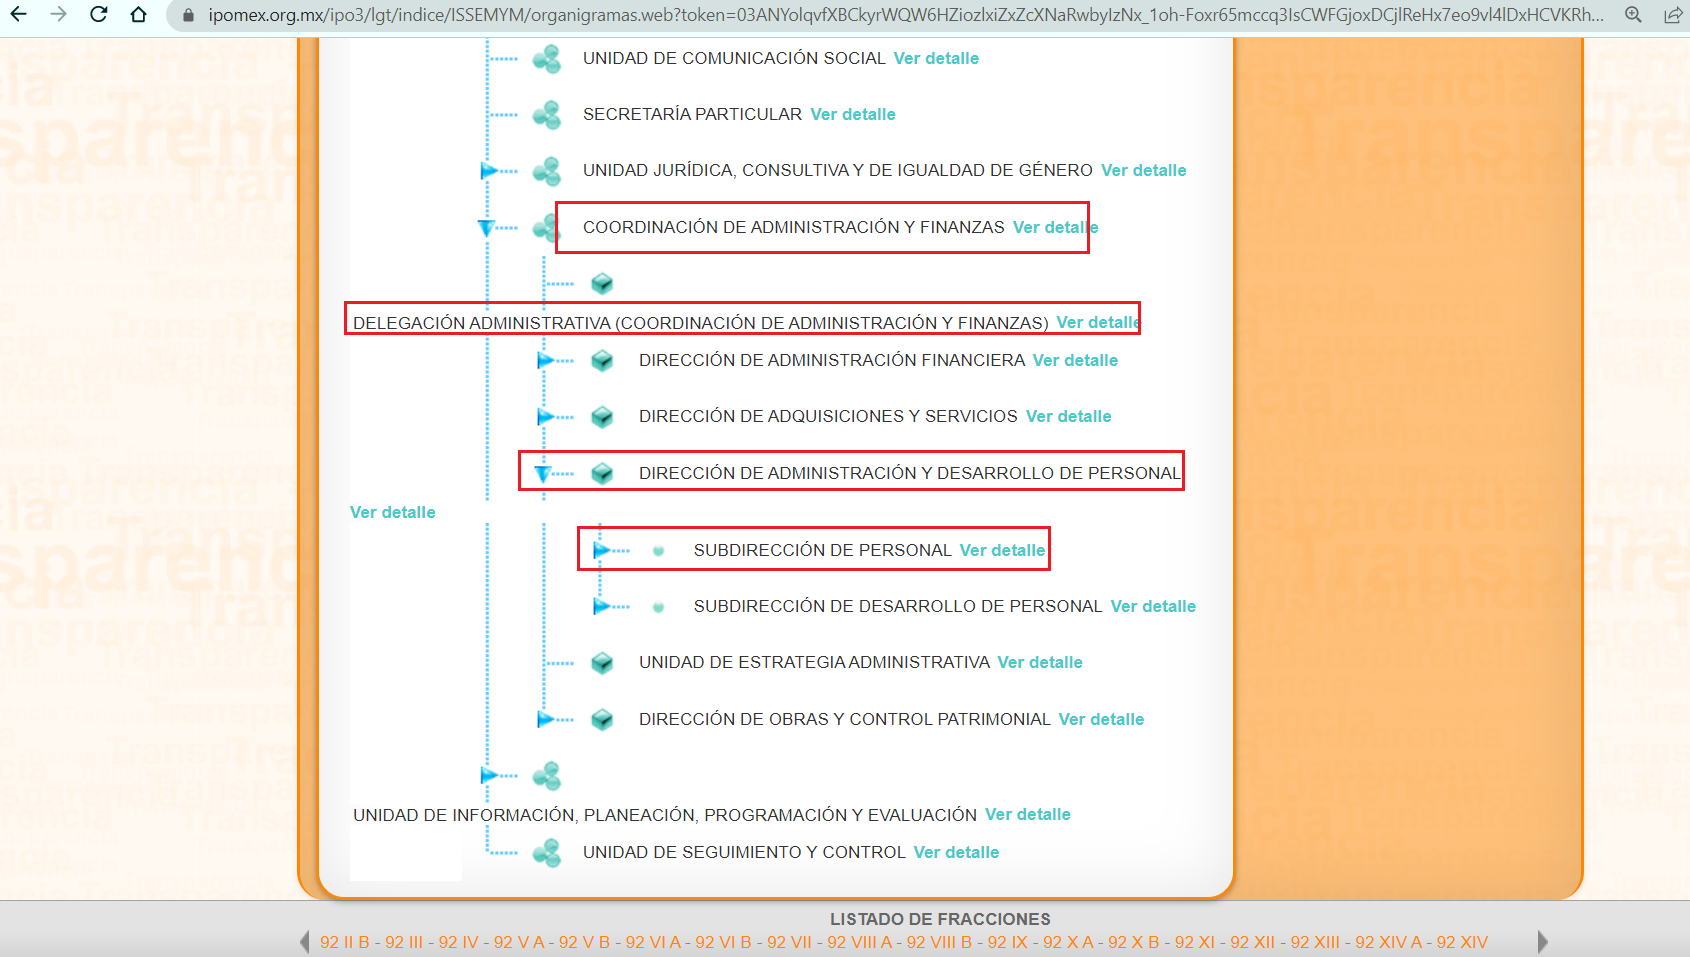 ipomex.org.mx/ipo3/lgt/indice/ISSEMYM/organigramas.web?token=03ANYolqvfXBCkyrWQW6HZiozlxiZxZcXNaRwbyIzNx_1oh-Foxr65mccq3IsCWFGjoxDCjlReHx7eo9vl4lDxHCVKRh...
UNIDAD DE COMUNICACIÓN SOCIAL Ver detalle
SECRETARÍA PARTICULAR Ver detalle
UNIDAD JURÍDICA, CONSULTIVA Y DE IGUALDAD DE GÉNERO Ver detalle
COORDINACIÓN DE ADMINISTRACIÓN Y FINANZAS Ver detalle
DELEGACIÓN ADMINISTRATIVA (COORDINACIÓN DE ADMINISTRACIÓN Y FINANZAS) Ver detalle
DIRECCIÓN DE ADMINISTRACIÓN FINANCIERA Ver detalle
DIRECCIÓN DE ADQUISICIONES Y SERVICIOS Ver detalle
DIRECCIÓN DE ADMINISTRACIÓN Y DESARROLLO DE PERSONAL
Ver detalle
SUBDIRECCIÓN DE PERSONAL Ver detalle
SUBDIRECCIÓN DE DESARROLLO DE PERSONAL Ver detalle
UNIDAD DE ESTRATEGIA ADMINISTRATIVA Ver detalle
DIRECCIÓN DE OBRAS Y CONTROL PATRIMONIAL Ver detalle
UNIDAD DE INFORMACIÓN, PLANEACIÓN, PROGRAMACIÓN Y EVALUACIÓN Ver detalle
UNIDAD DE SEGUIMIENTO Y CONTROL Ver detalle
LISTADO DE FRACCIONES
92 II B - 92 III - 92 IV - 92 V A - 92 V B - 92 VI A - 92 VI B - 92 VII - 92 VIII A - 92 VIII B - 92 IX - 92 X A - 92 X B - 92 XI - 92 XII - 92 XIII - 92 XIV A - 92 XIV